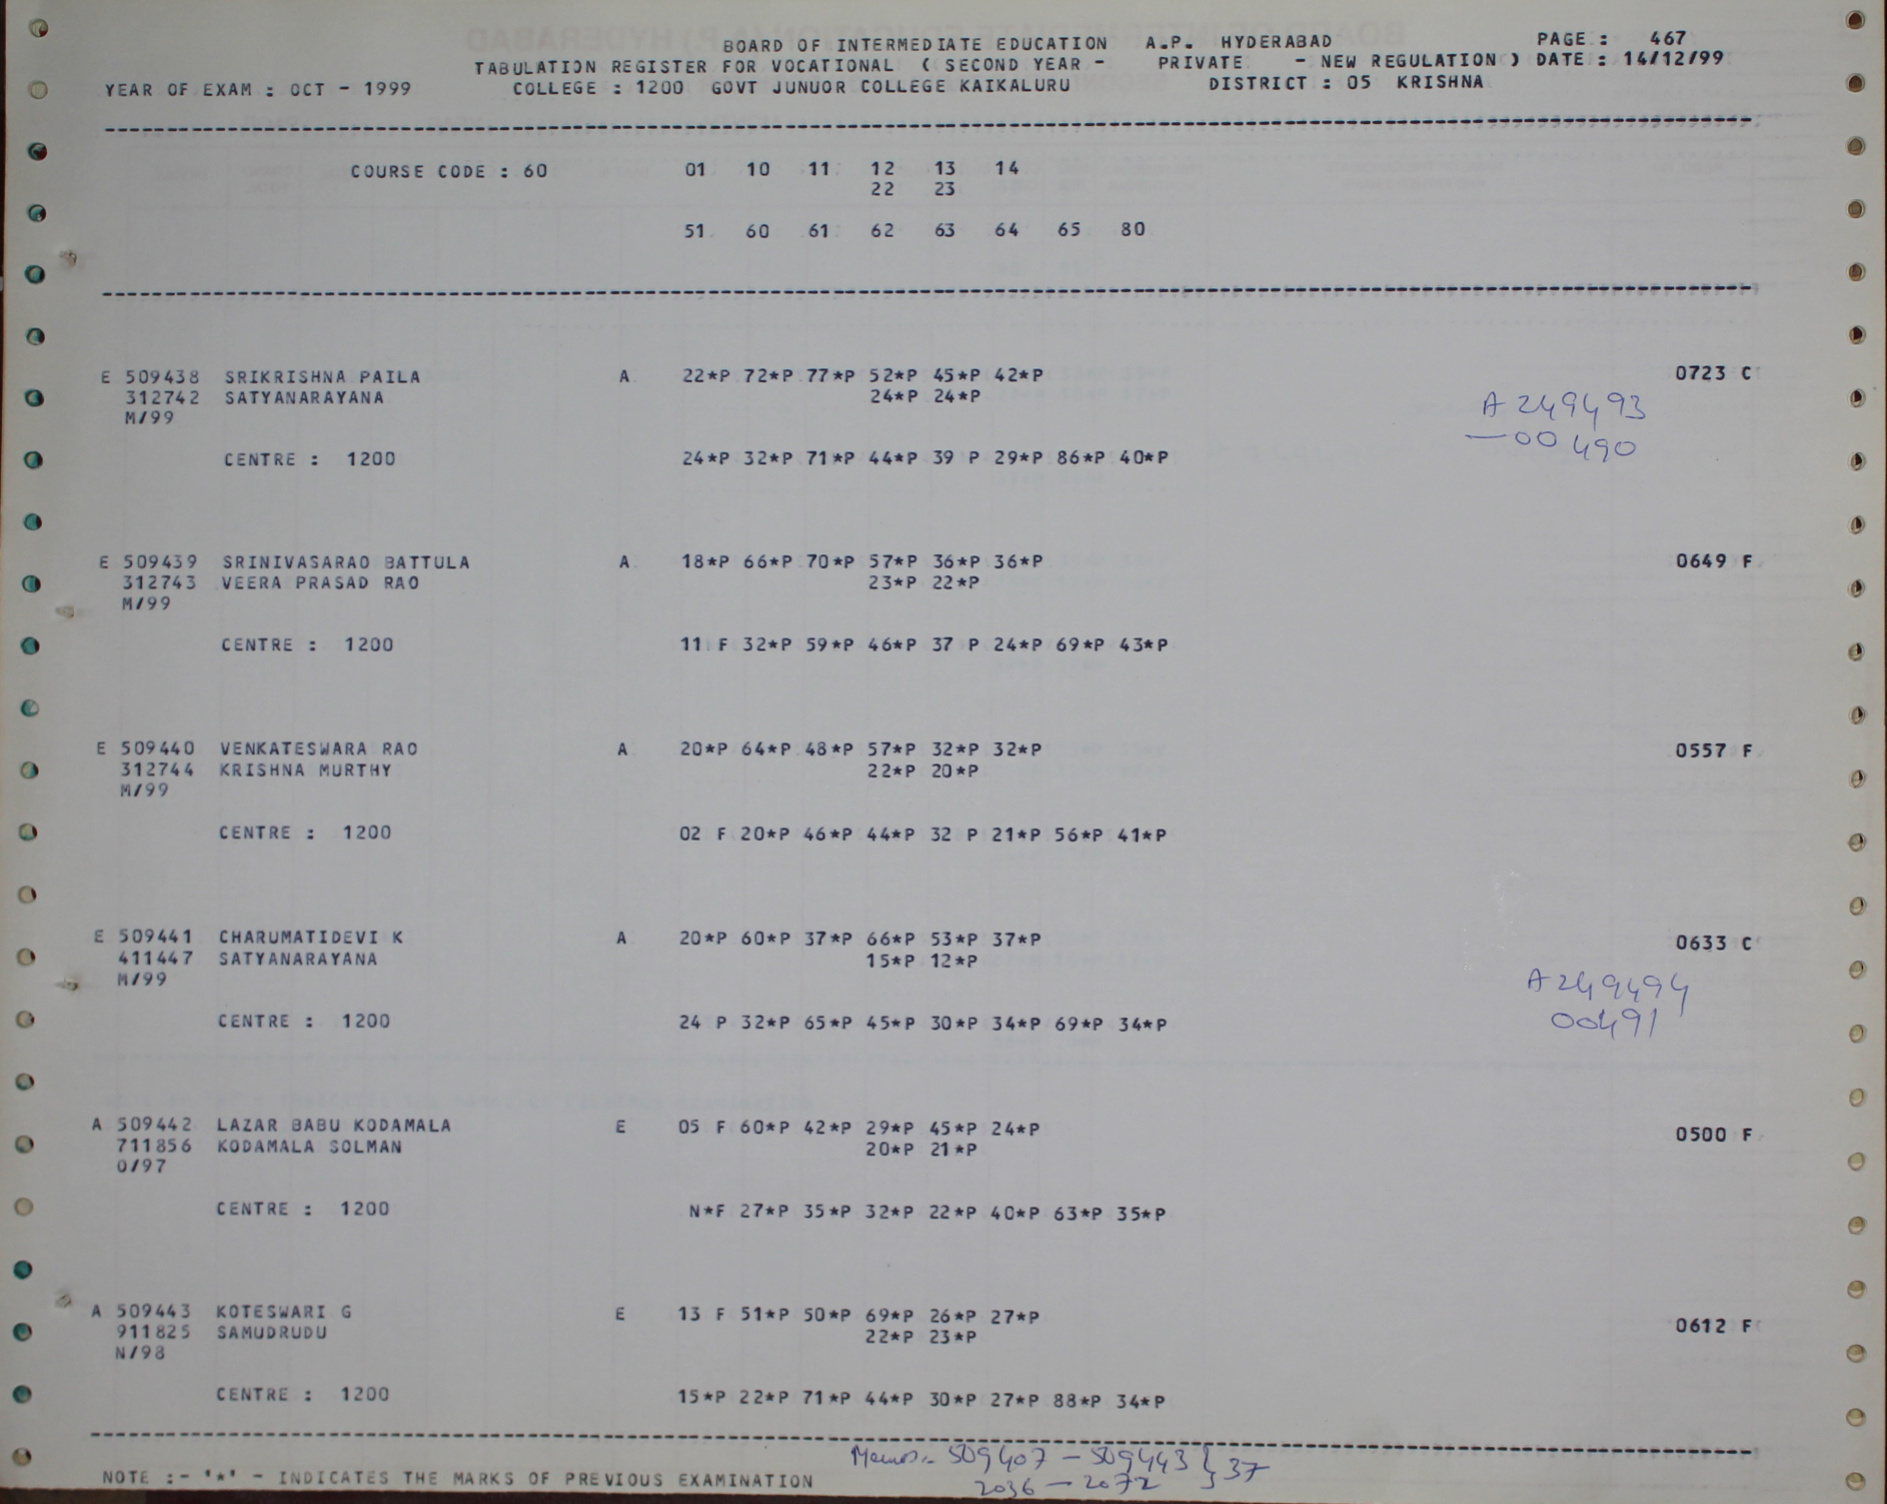 BOARD OF INTERMEDIATE EDUCATION A.P. HYDERABAD PAGE : 467
TABULATION REGISTER FOR VOCATIONAL ( SECOND YEAR - PRIVATE - NEW REGULATION ) DATE : 14/12/99
YEAR OF EXAM : OCT - 1999 COLLEGE : 1200 GOVT JUNUOR COLLEGE KAIKALURU DISTRICT : 05 KRISHNA
COURSE CODE : 60 01 10 11 12 13 14
22 23
51 60 61 62 63 64 65 80
E 509438 SRIKRISHNA PAILA A 22*P 72*P 77*P 52*P 45*P 42*P 0723 C
312742 SATYANARAYANA 24*P 24*P A 249493
M/99
CENTRE : 1200 24*P 32*P 71*P 44*P 39 P 29*P 86*P 40*P —00490
E 509439 SRINIVASARAO BATTULA A 18*P 66*P 70*P 57*P 36*P 36*P 0649 F
312743 VEERA PRASAD RAO 23*P 22*P
M/99
CENTRE : 1200 11 F 32*P 59*P 46*P 37 P 24*P 69*P 43*P
E 509440 VENKATESWARA RAO A 20*P 64*P 48*P 57*P 32*P 32*P 0557 F
312744 KRISHNA MURTHY 22*P 20*P
M/99
CENTRE : 1200 02 F 20*P 46*P 44*P 32 P 21*P 56*P 41*P
E 509441 CHARUMATIDEVI K A 20*P 60*P 37*P 66*P 53*P 37*P 0633 C
411447 SATYANARAYANA 15*P 12*P
M/99 A249494
CENTRE : 1200 24 P 32*P 65*P 45*P 30*P 34*P 69*P 34*P 00491
A 509442 LAZAR BABU KODAMALA E 05 F 60*P 42*P 29*P 45*P 24*P 0500 F
711856 KODAMALA SOLMAN 20*P 21*P
O/97
CENTRE : 1200 N*F 27*P 35*P 32*P 22*P 40*P 63*P 35*P
A 509443 KOTESWARI G E 13 F 51*P 50*P 69*P 26*P 27*P 0612 F
911825 SAMUDRUDU 22*P 23*P
N/98
CENTRE : 1200 15*P 22*P 71*P 44*P 30*P 27*P 88*P 34*P
509407 — 509443 } 37
NOTE :- '*' - INDICATES THE MARKS OF PREVIOUS EXAMINATION 2036 — 2072